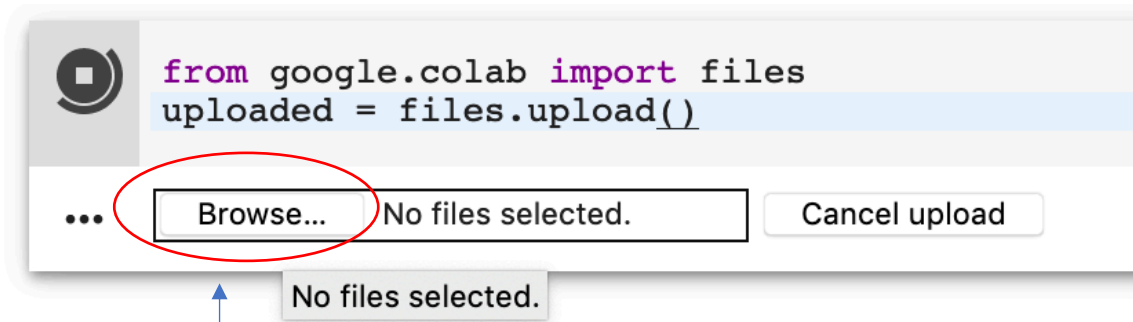 from google.colab import files
uploaded = files.upload()
Browse... No files selected. Cancel upload
No files selected.